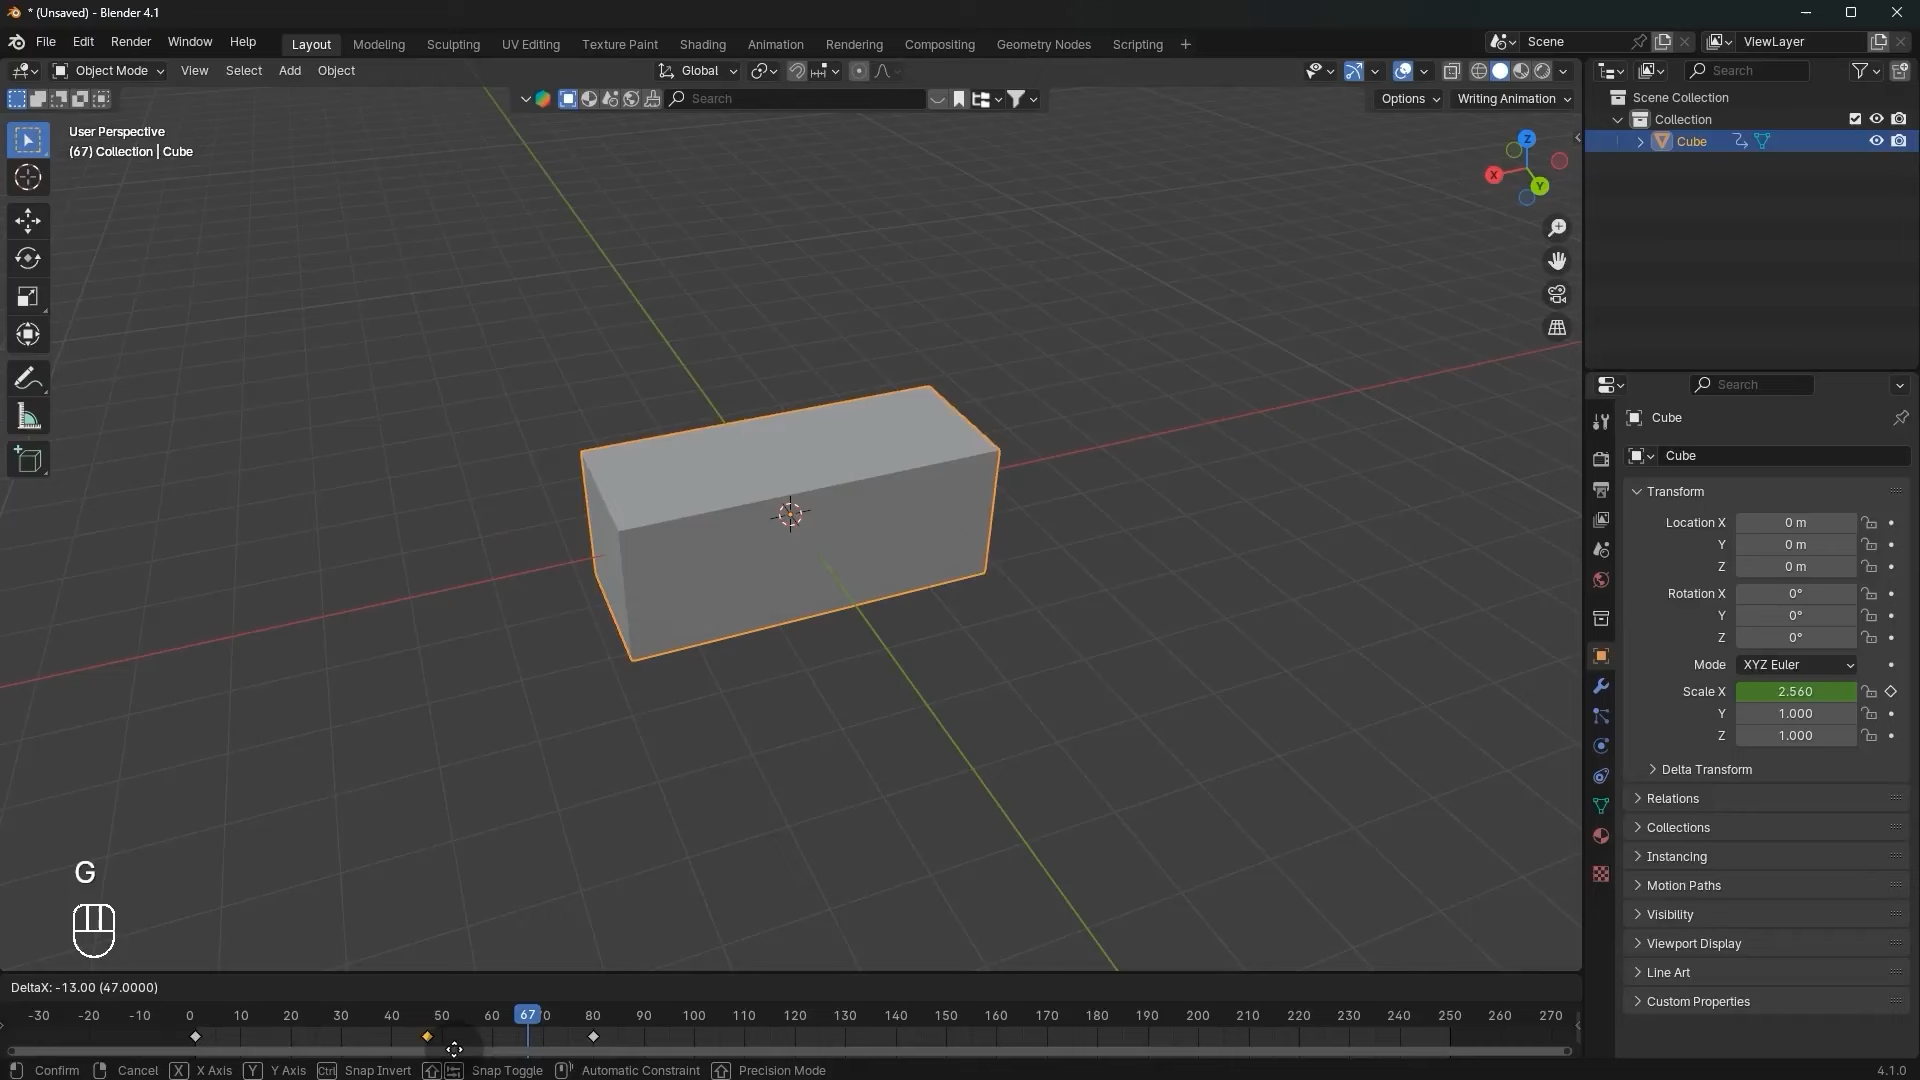 * (Unsaved) - Blender 4.1
File Edit Render Window Help Layout Modeling Sculpting UV Editing Texture Paint Shading Animation Rendering Compositing Geometry Nodes Scripting + Scene ViewLayer
Object Mode View Select Add Object Global Search
Search Options Writing Animation Scene Collection
User Perspective
(67) Collection | Cube
Collection
Cube
Z
X
Y
Search
Cube
Cube
Transform
Location X 0 m
Y 0 m
Z 0 m
Rotation X 0°
Y 0°
Z 0°
Mode XYZ Euler
Scale X 2.560
Y 1.000
Z 1.000
Delta Transform
Relations
Collections
Instancing
Motion Paths
Visibility
Viewport Display
Line Art
Custom Properties
G
DeltaX: -13.00 (47.0000)
-30 -20 -10 0 10 20 30 40 50 60 67 70 80 90 100 110 120 130 140 150 160 170 180 190 200 210 220 230 240 250 260 270
Confirm Cancel X X Axis Y Y Axis Ctrl Snap Invert Snap Toggle Automatic Constraint Precision Mode 4.1.0